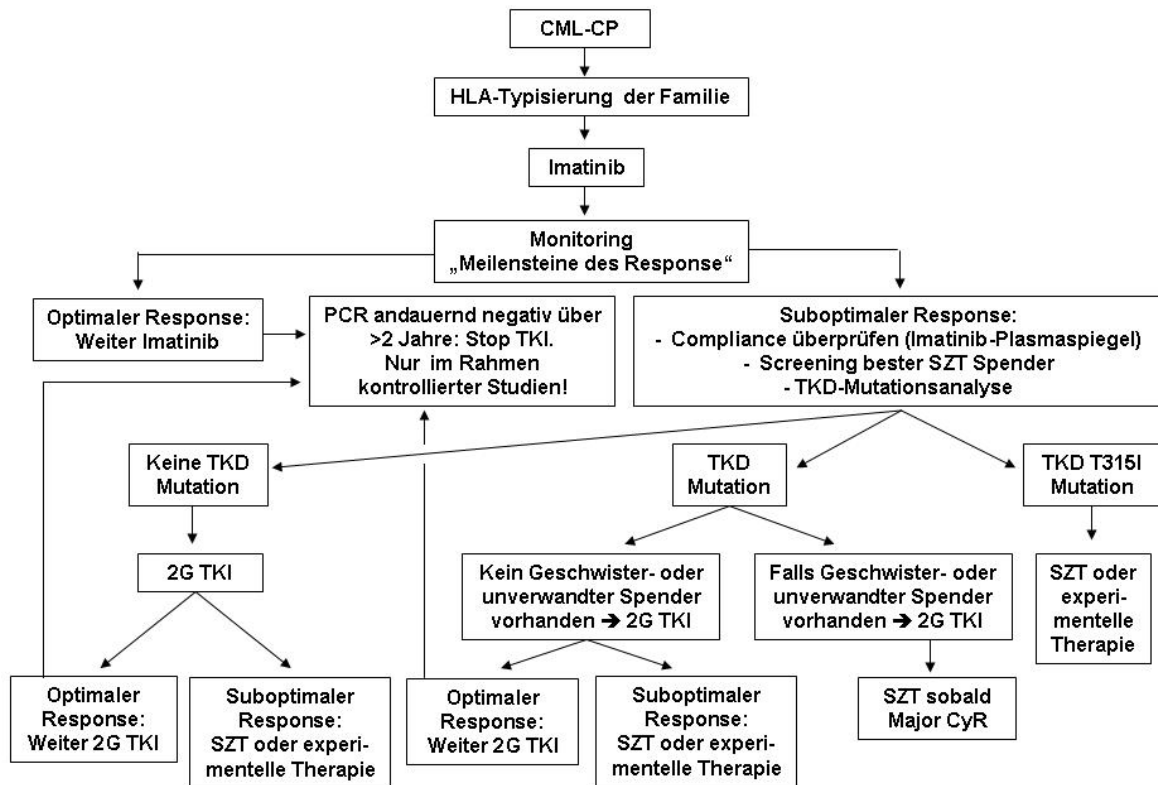 CML-CP
HLA-Typisierung der Familie
Imatinib
Monitoring
„Meilensteine des Response“
Optimaler Response:
Weiter Imatinib
PCR andauernd negativ über
>2 Jahre: Stop TKI.
Nur im Rahmen
kontrollierter Studien!
Suboptimaler Response:
- Compliance überprüfen (Imatinib-Plasmaspiegel)
- Screening bester SZT Spender
-TKD-Mutationsanalyse
Keine TKD
Mutation
TKD
Mutation
TKD T315I
Mutation
2G TKI
Kein Geschwister- oder
unverwandter Spender
vorhanden ➔ 2G TKI
Falls Geschwister- oder
unverwandter Spender
vorhanden ➔ 2G TKI
SZT oder
experi-
mentelle
Therapie
Optimaler
Response:
Weiter 2G TKI
Suboptimaler
Response:
SZT oder experi-
mentelle Therapie
Optimaler
Response:
Weiter 2G TKI
Suboptimaler
Response:
SZT oder experi-
mentelle Therapie
SZT sobald
Major CyR